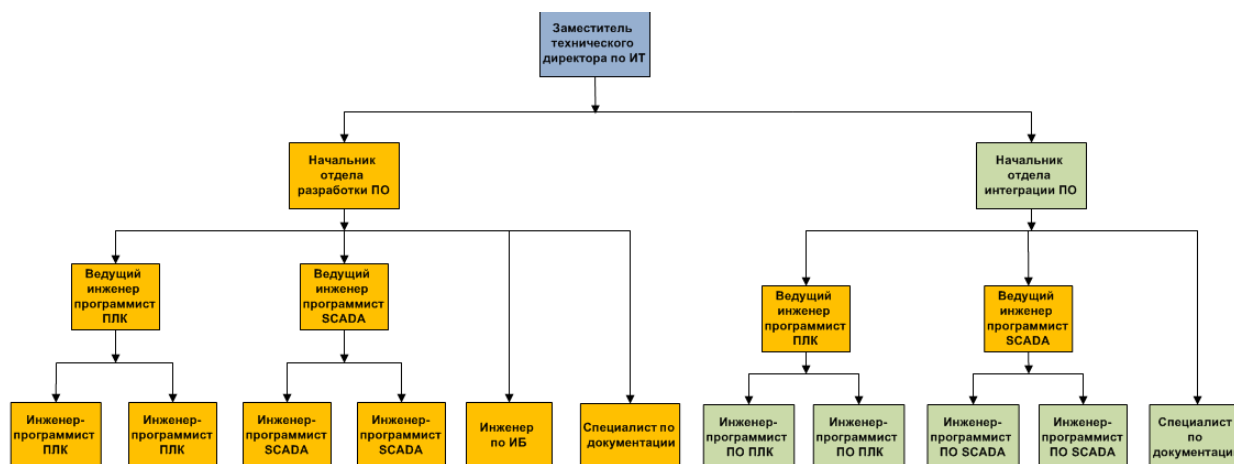 Заместитель
технического
директора по ИТ
Начальник
отдела
разработки ПО
Начальник
отдела
интеграции ПО
Ведущий
инженер
программист
ПЛК
Ведущий
инженер
программист
SCADA
Ведущий
инженер
программист
ПЛК
Ведущий
инженер
программист
SCADA
Инженер-
программист
ПЛК
Инженер-
программист
ПЛК
Инженер-
программист
SCADA
Инженер-
программист
SCADA
Инженер
по ИБ
Специалист по
документации
Инженер-
программист
ПО ПЛК
Инженер-
программист
ПО ПЛК
Инженер-
программист
ПО SCADA
Инженер-
программист
ПО SCADA
Специалист
по
документации